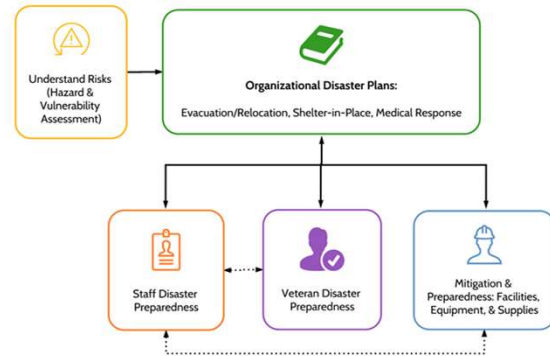 Understand Risks
(Hazard &
Vulnerability
Assessment)
Organizational Disaster Plans:
Evacuation/Relocation, Shelter-in-Place, Medical Response
Staff Disaster
Preparedness
Veteran Disaster
Preparedness
Mitigation &
Preparedness: Facilities,
Equipment, & Supplies